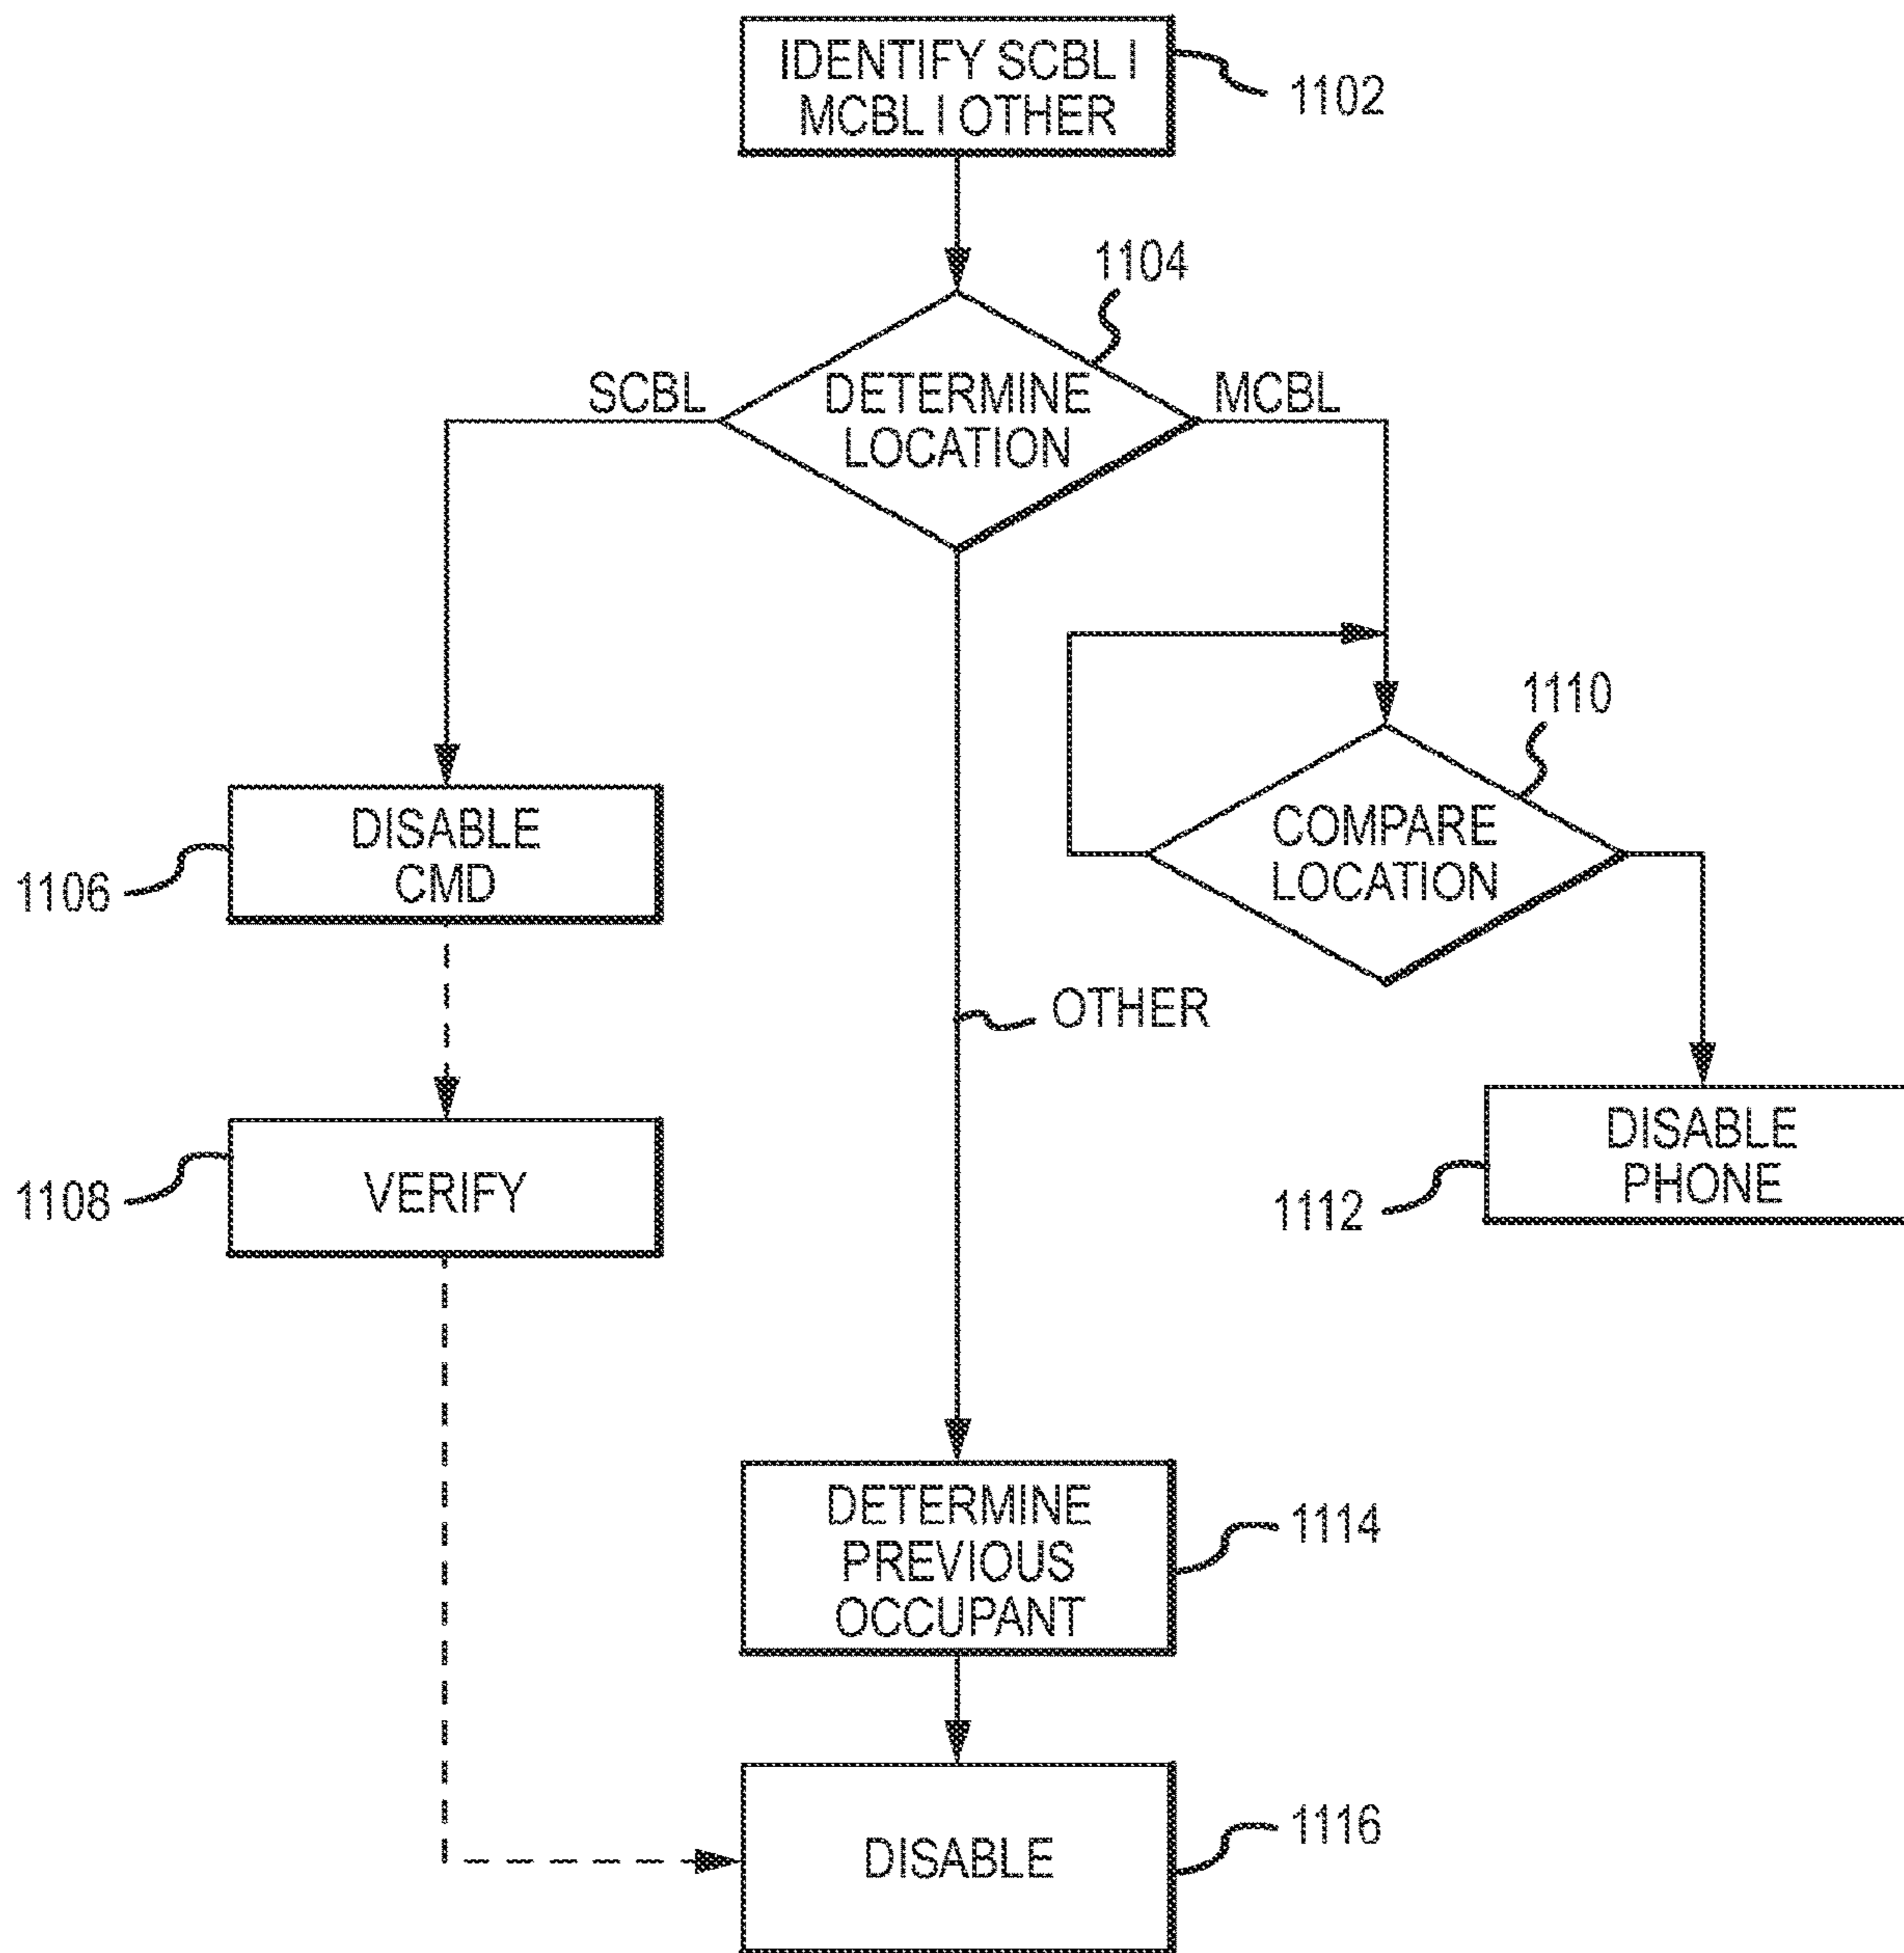 IDENTIFY SCBL I
MCBL I OTHER
1102
1104
SCBL
DETERMINE
LOCATION
MCBL
1110
COMPARE
LOCATION
DISABLE
CMD
1106
OTHER
DISABLE
PHONE
1112
VERIFY
1108
DETERMINE
PREVIOUS
OCCUPANT
1114
DISABLE
1116